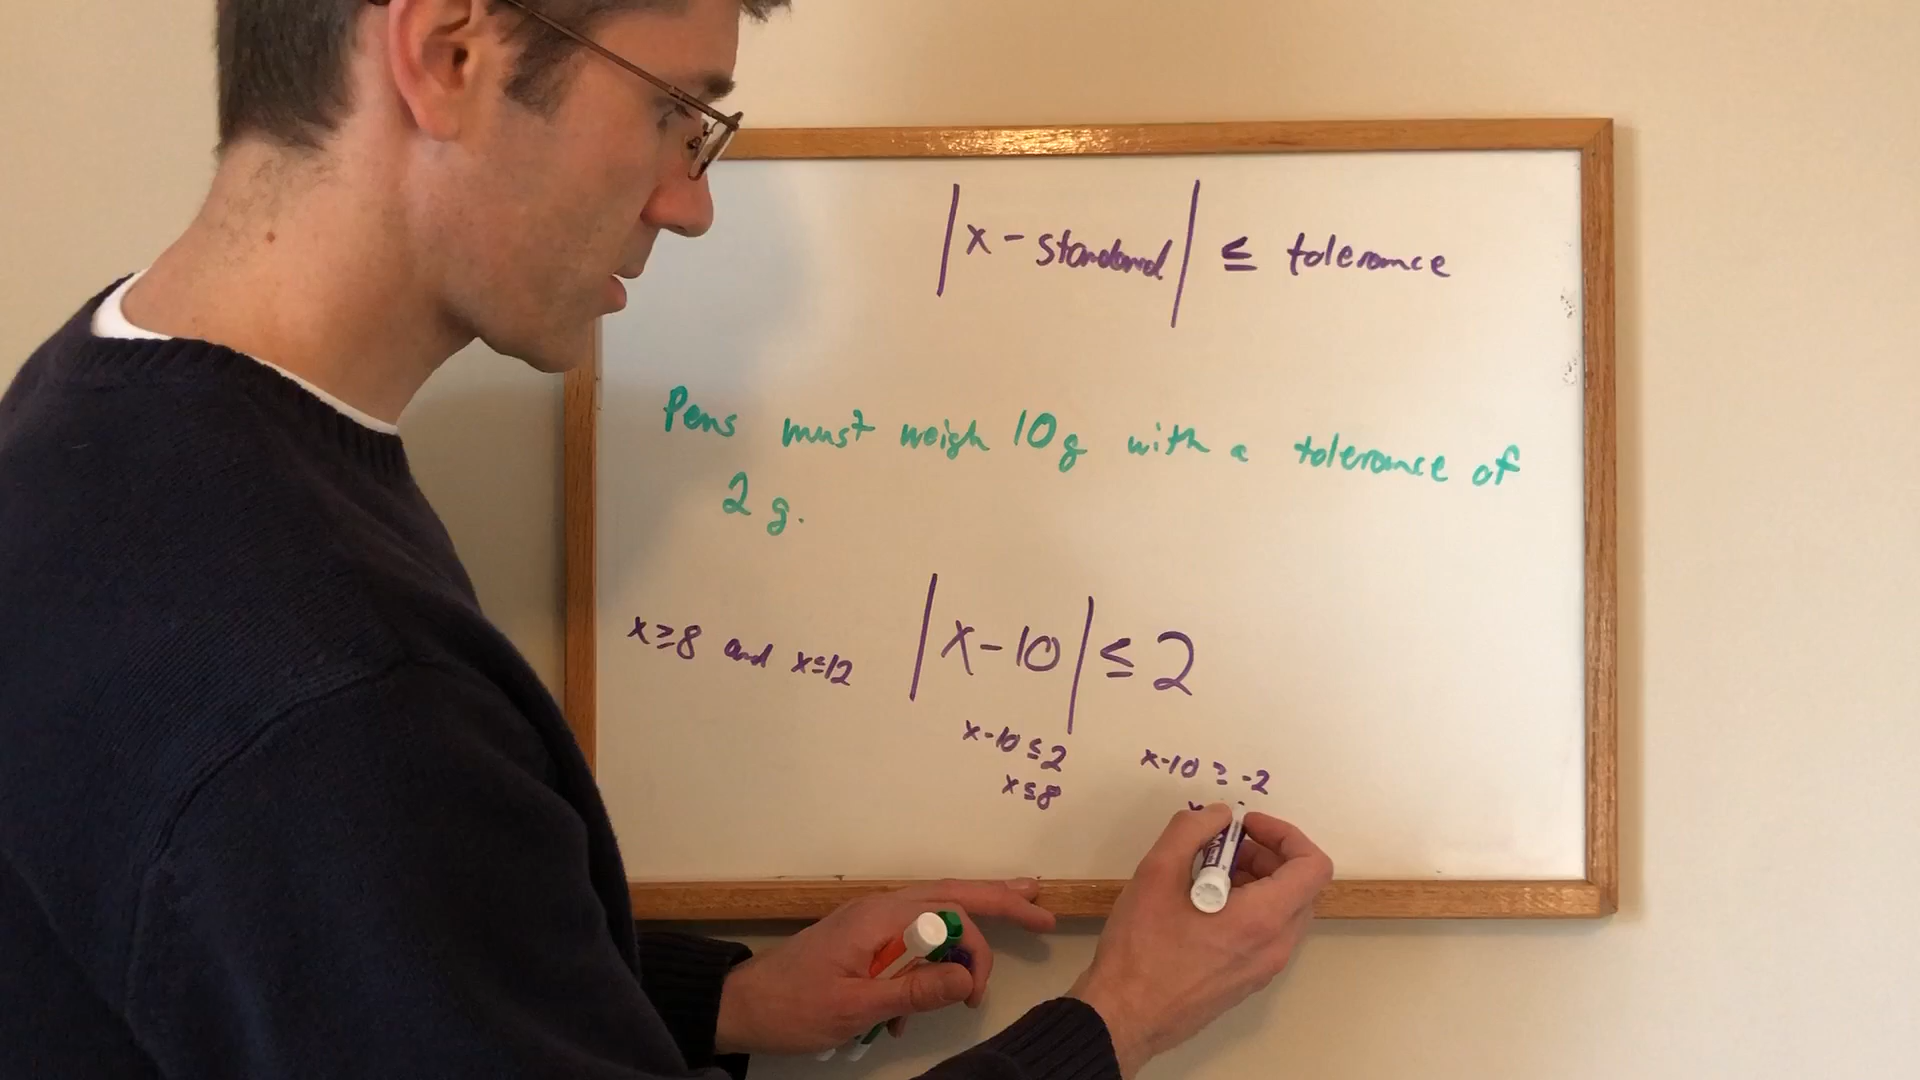 |x - standard| ≤ tolerance
Pens must weigh 10g with a tolerance of
2 g.
x≥8 and x≤12
|x-10| ≤ 2
x-10 ≤ 2
x ≤ 8
x-10 ≥ -2
x